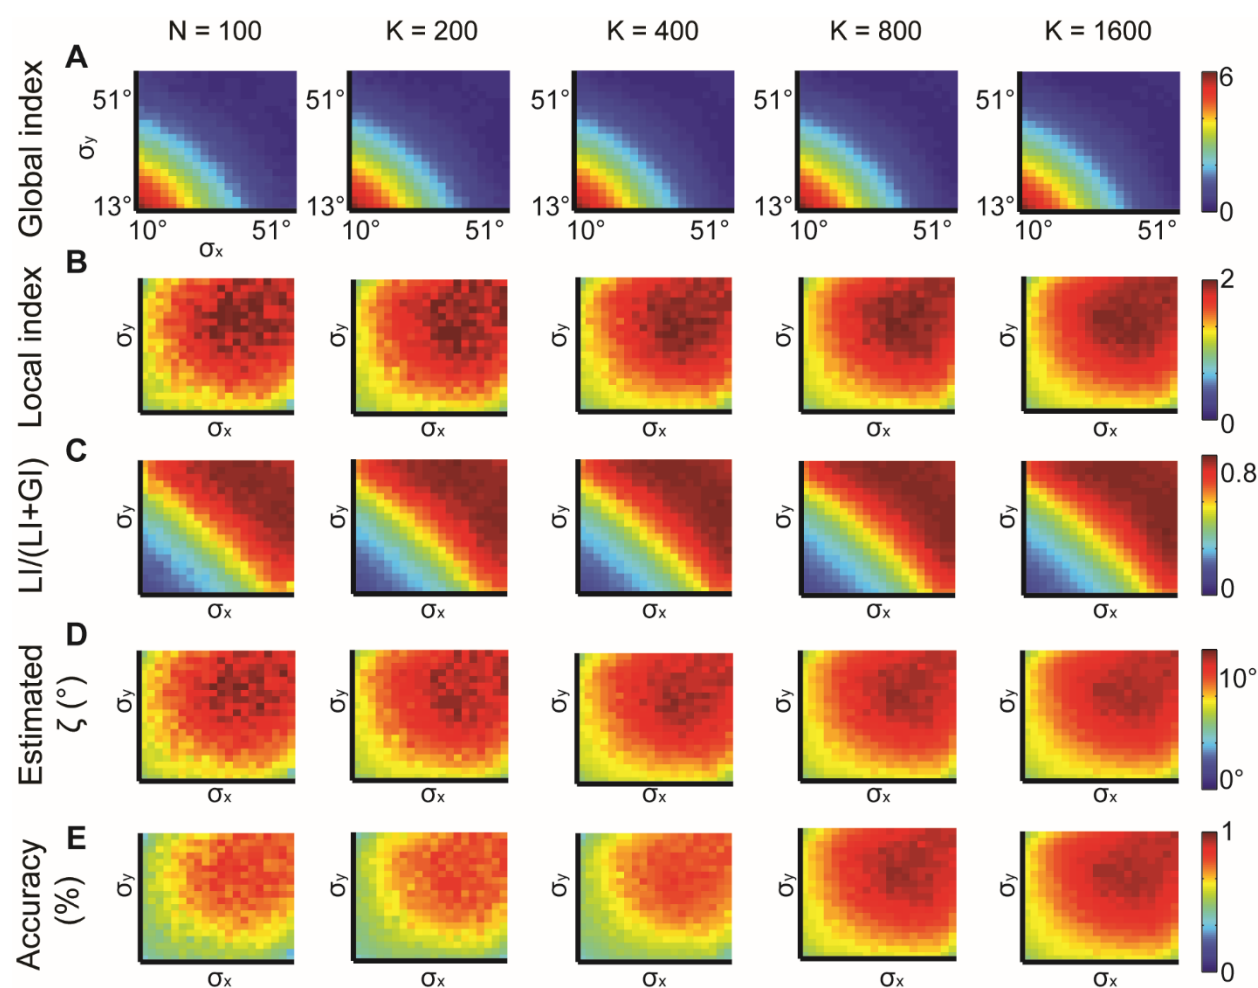 N = 100 K = 200 K = 400 K = 800 K = 1600
A
Global index
σy
51° 51° 51° 51° 51°
13° 13° 13° 13° 13°
10° 51° 10° 51° 10° 51° 10° 51° 10° 51°
σx
6
0
B
Local index
σy σy σy σy σy
σx σx σx σx σx
2
0
C
LI/(LI+GI)
σy σy σy σy σy
σx σx σx σx σx
0.8
0
D
Estimated
ζ (°)
σy σy σy σy σy
σx σx σx σx σx
10°
0°
E
Accuracy
(%)
σy σy σy σy σy
σx σx σx σx σx
1
0